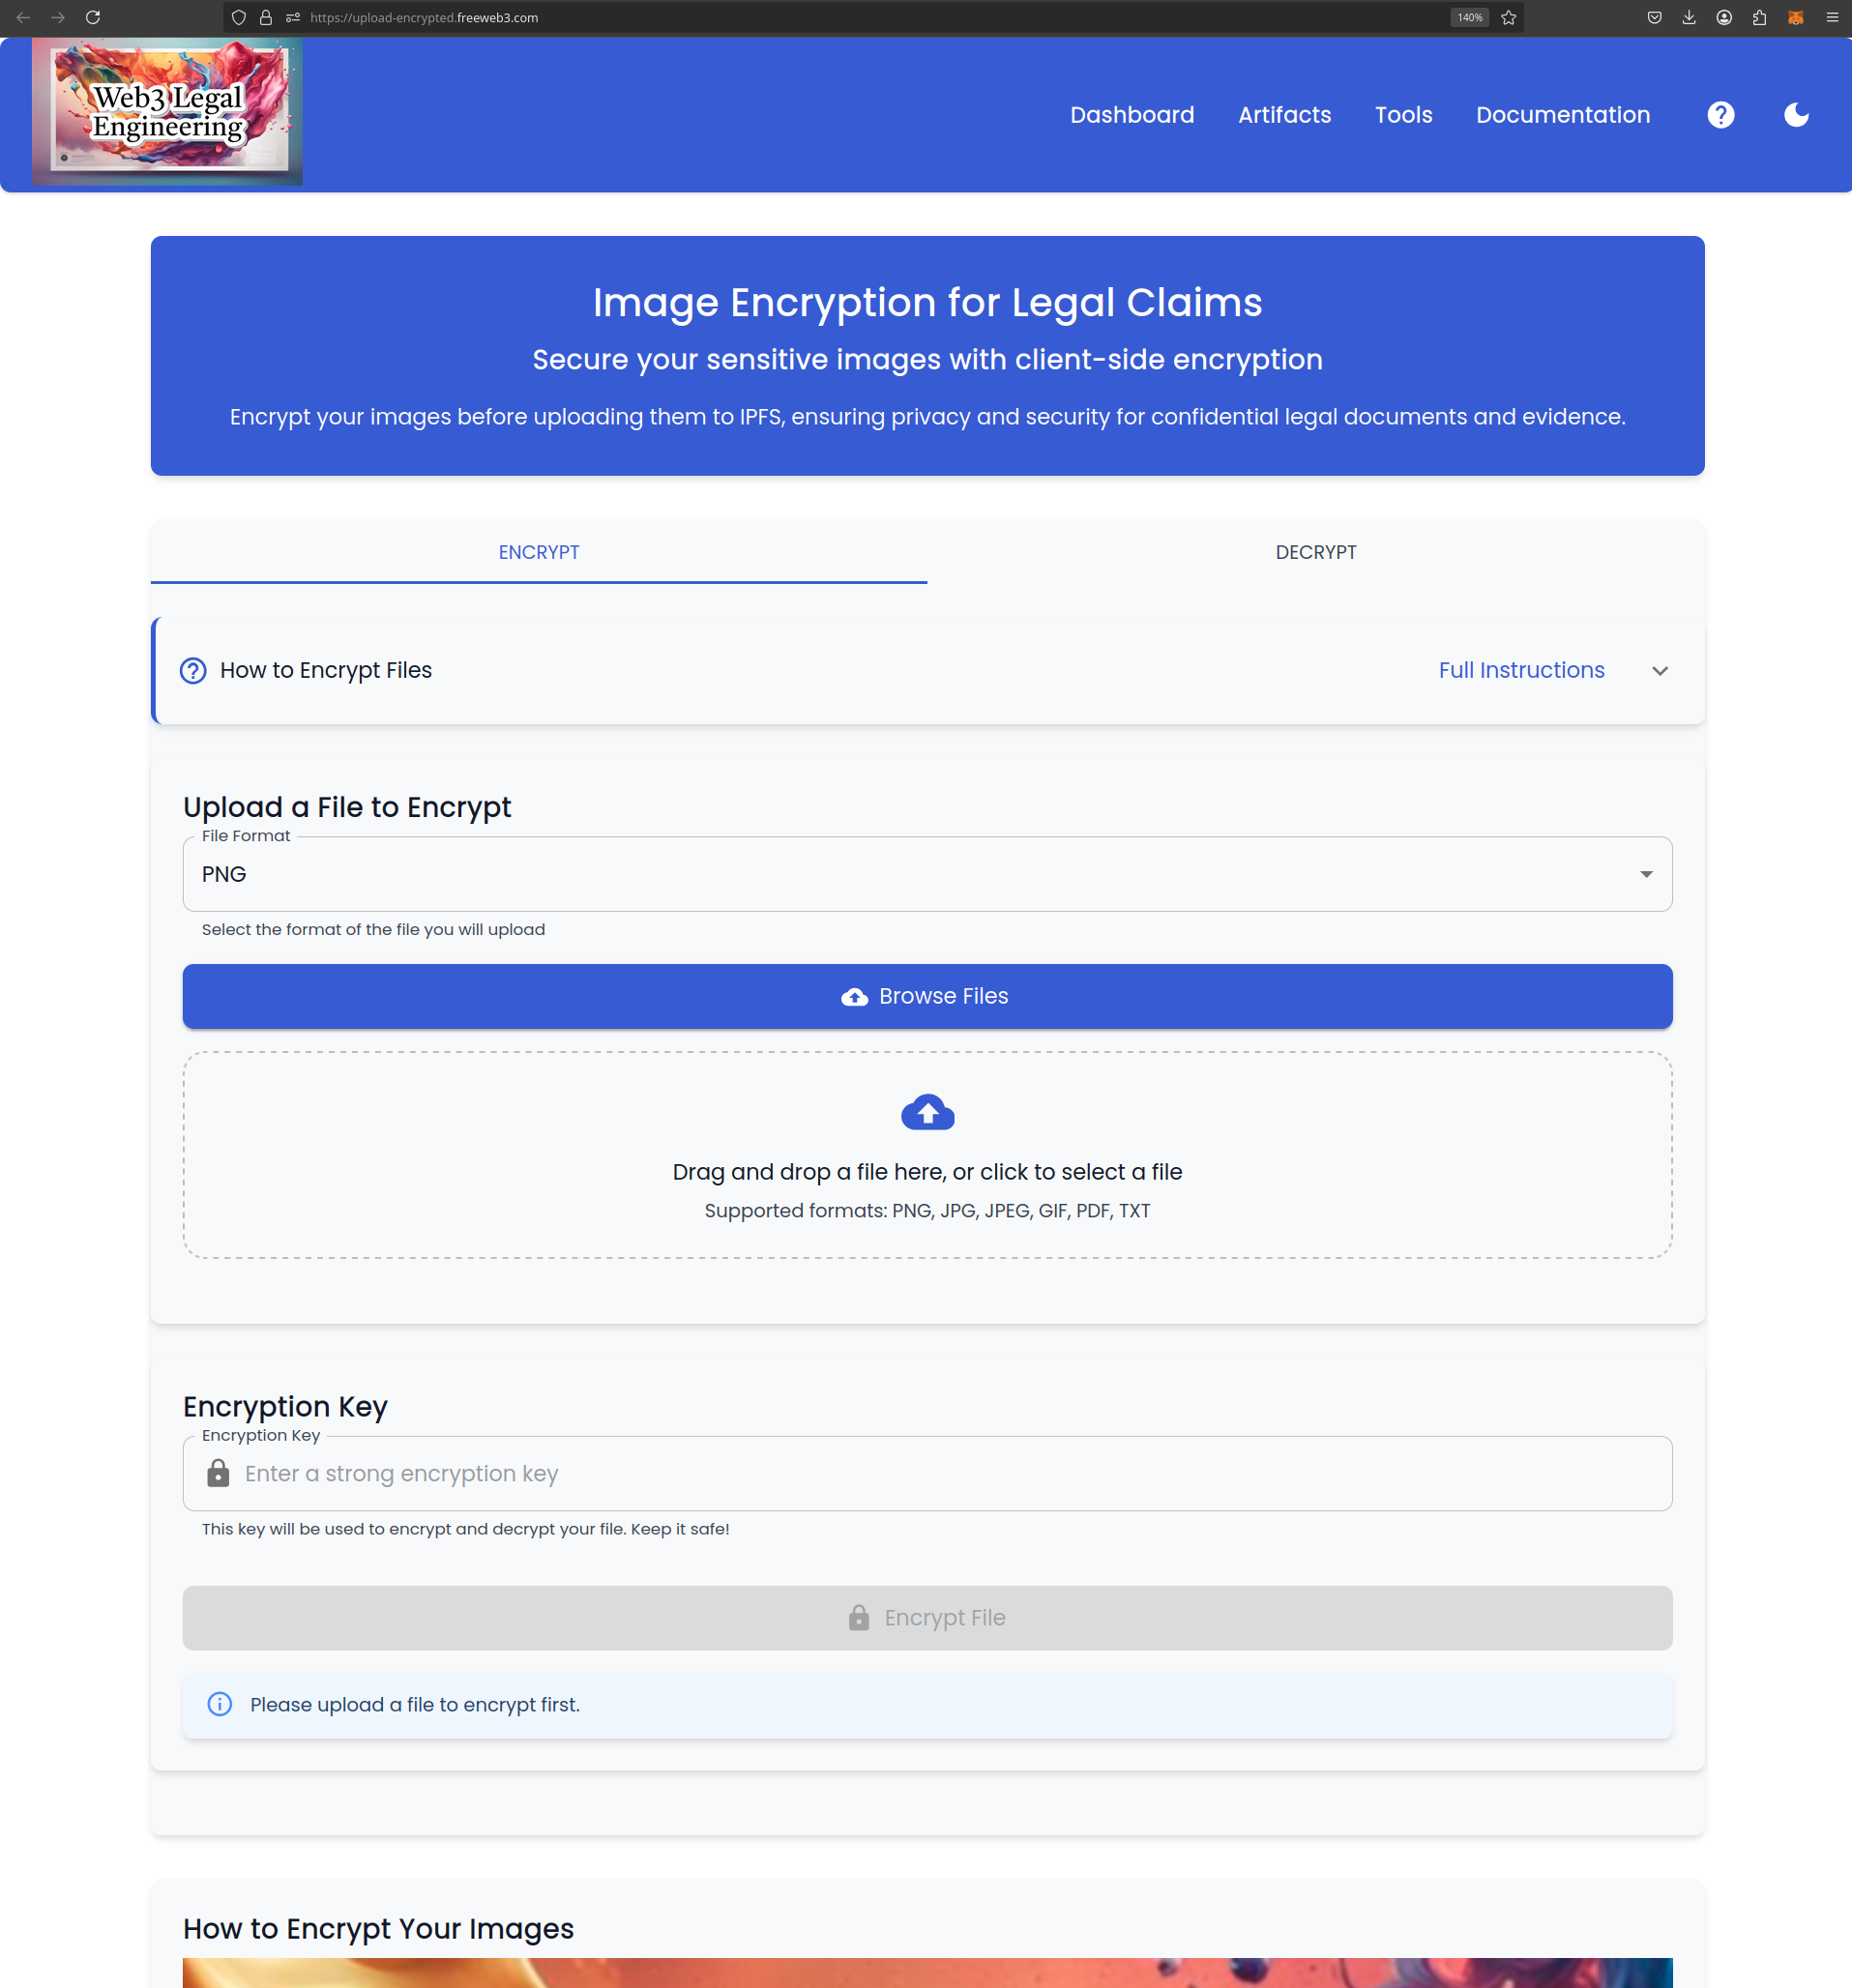 https://upload-encrypted.freeweb3.com
140%
Web3 Legal
Engineering
Dashboard
Artifacts
Tools
Documentation
Image Encryption for Legal Claims
Secure your sensitive images with client-side encryption
Encrypt your images before uploading them to IPFS, ensuring privacy and security for confidential legal documents and evidence.
ENCRYPT
DECRYPT
How to Encrypt Files
Full Instructions
Upload a File to Encrypt
File Format
PNG
Select the format of the file you will upload
Browse Files
Drag and drop a file here, or click to select a file
Supported formats: PNG, JPG, JPEG, GIF, PDF, TXT
Encryption Key
Encryption Key
Enter a strong encryption key
This key will be used to encrypt and decrypt your file. Keep it safe!
Encrypt File
Please upload a file to encrypt first.
How to Encrypt Your Images